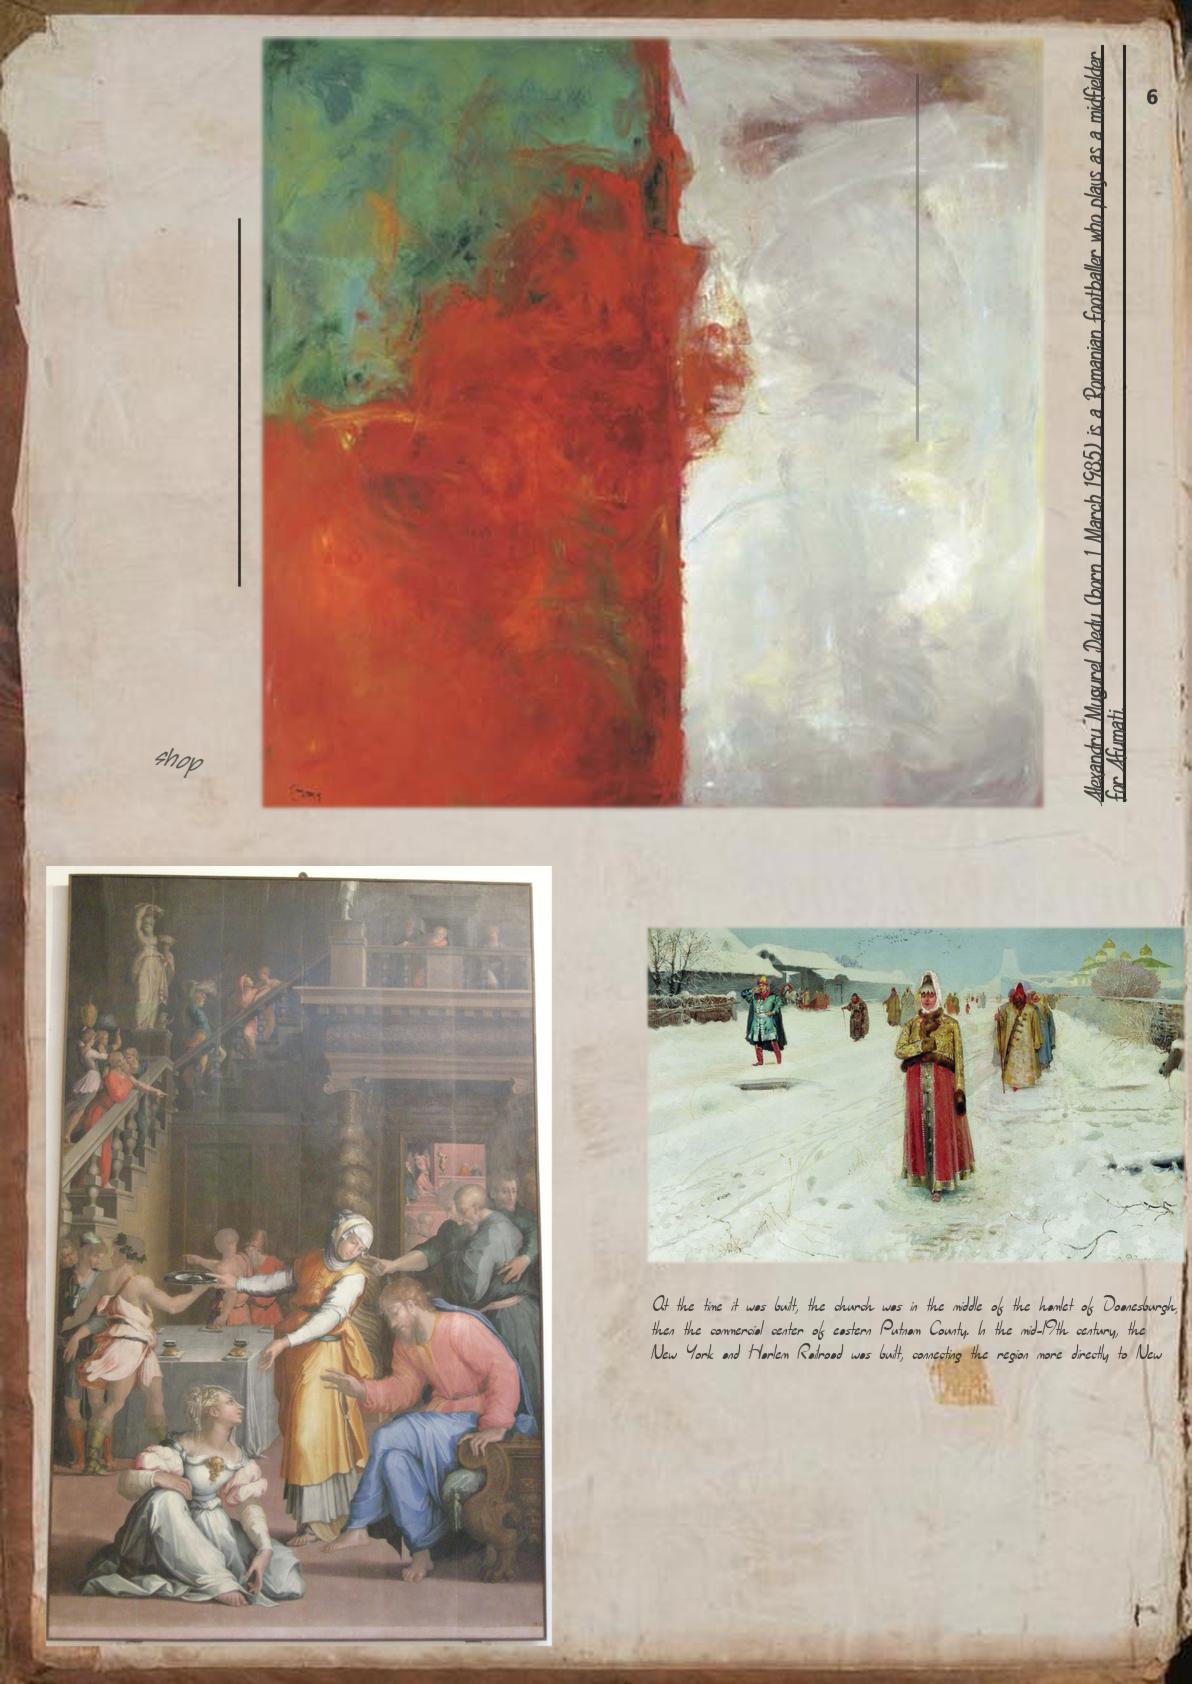 6
Alexandru Mugurel Dedu (born 1 March 1985) is a Romanian footballer who plays as a midfielder
for Afumati.
shop
At the time it was built, the church was in the middle of the hamlet of Doanesburgh,
then the commercial center of eastern Putnam County. In the mid-19th century, the
New York and Harlem Railroad was built, connecting the region more directly to New